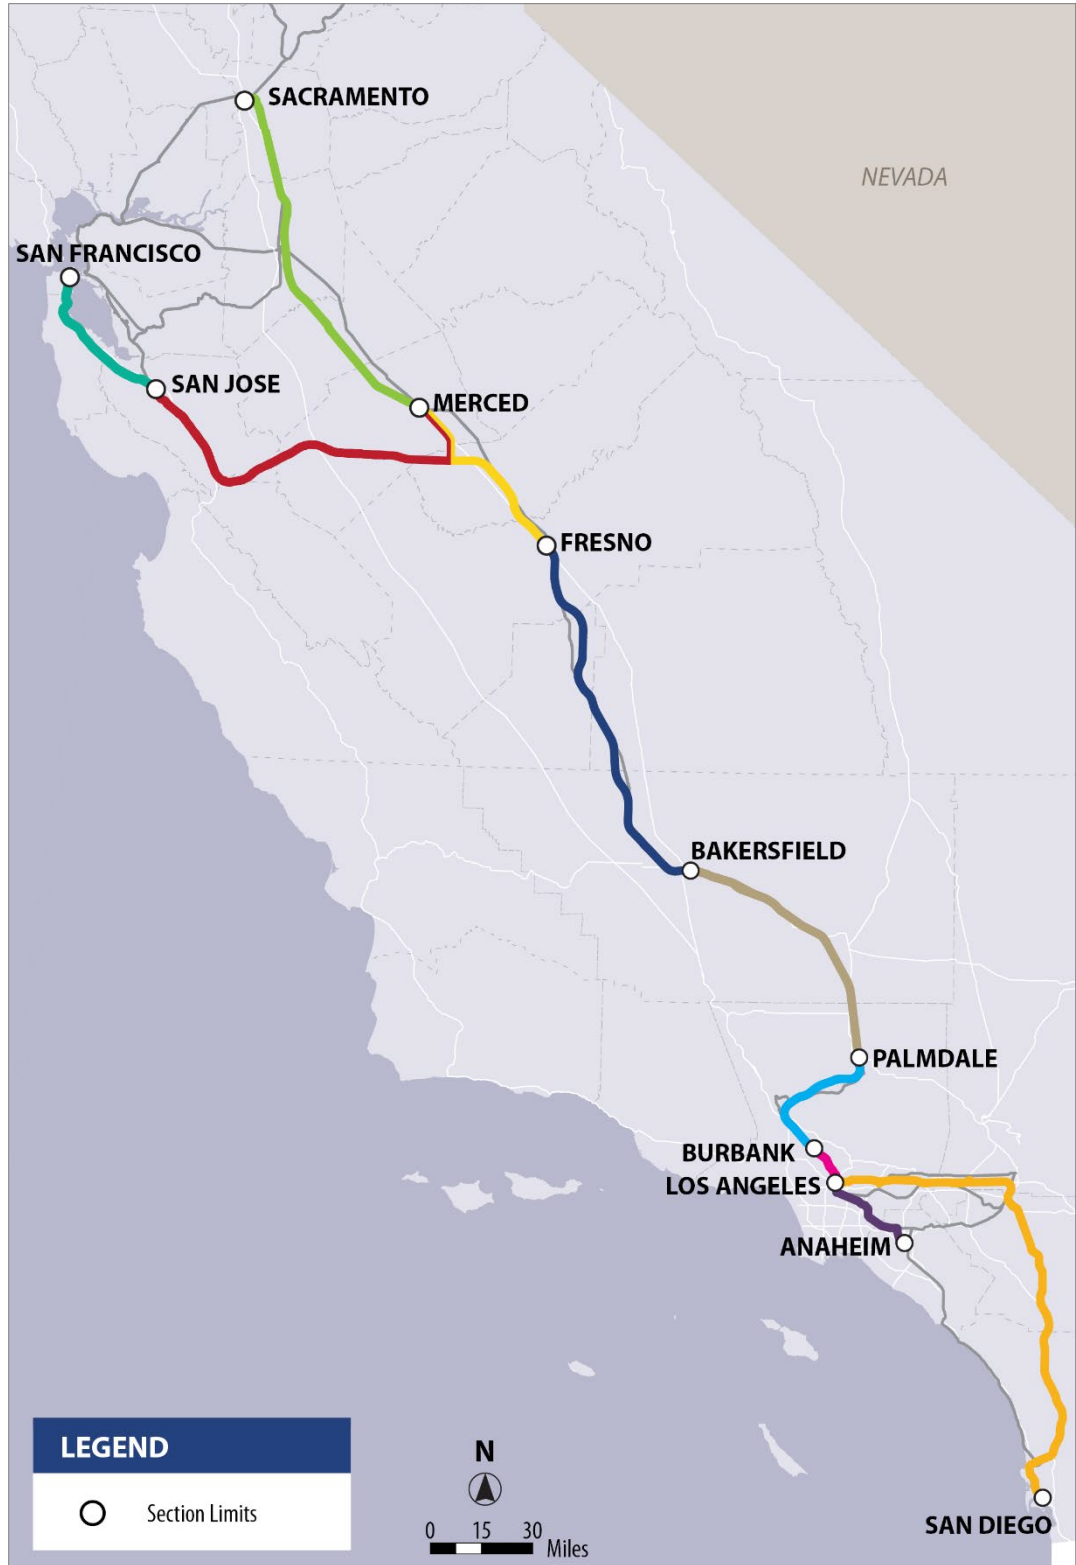 SACRAMENTO
NEVADA
SAN FRANCISCO
SAN JOSE
MERCED
FRESNO
BAKERSFIELD
PALMDALE
BURBANK
LOS ANGELES
ANAHEIM
LEGEND
Section Limits
N
0 15 30
Miles
SAN DIEGO